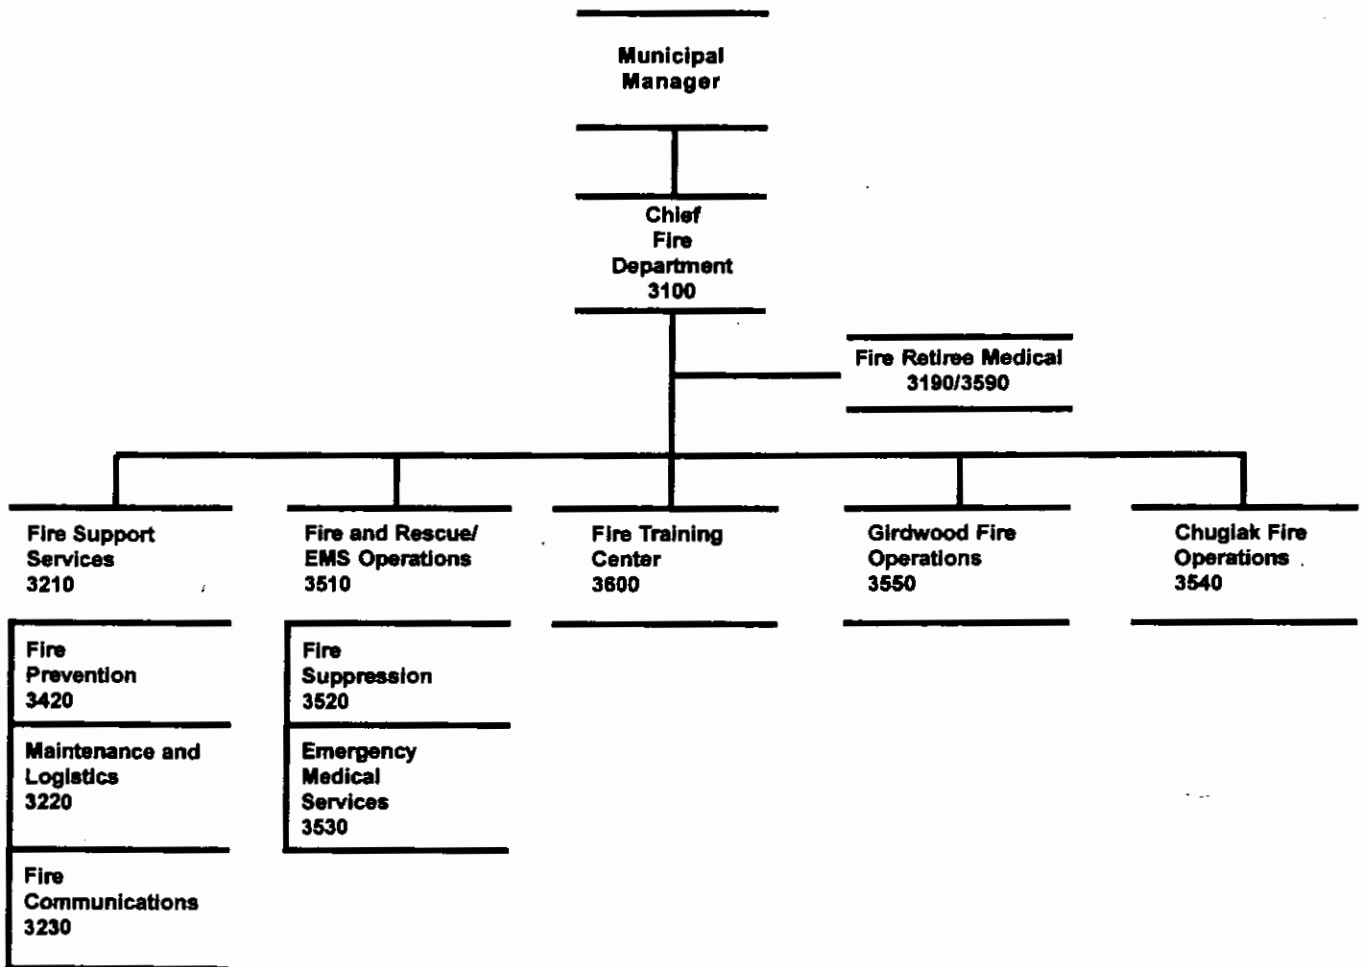 Municipal
Manager
Chief
Fire
Department
3100
Fire Retiree Medical
3190/3590
Fire Support
Services
3210
Fire and Rescue/
EMS Operations
3510
Fire Training
Center
3600
Girdwood Fire
Operations
3550
Chugiak Fire
Operations
3540
Fire
Prevention
3420
Maintenance and
Logistics
3220
Fire
Communications
3230
Fire
Suppression
3520
Emergency
Medical
Services
3530